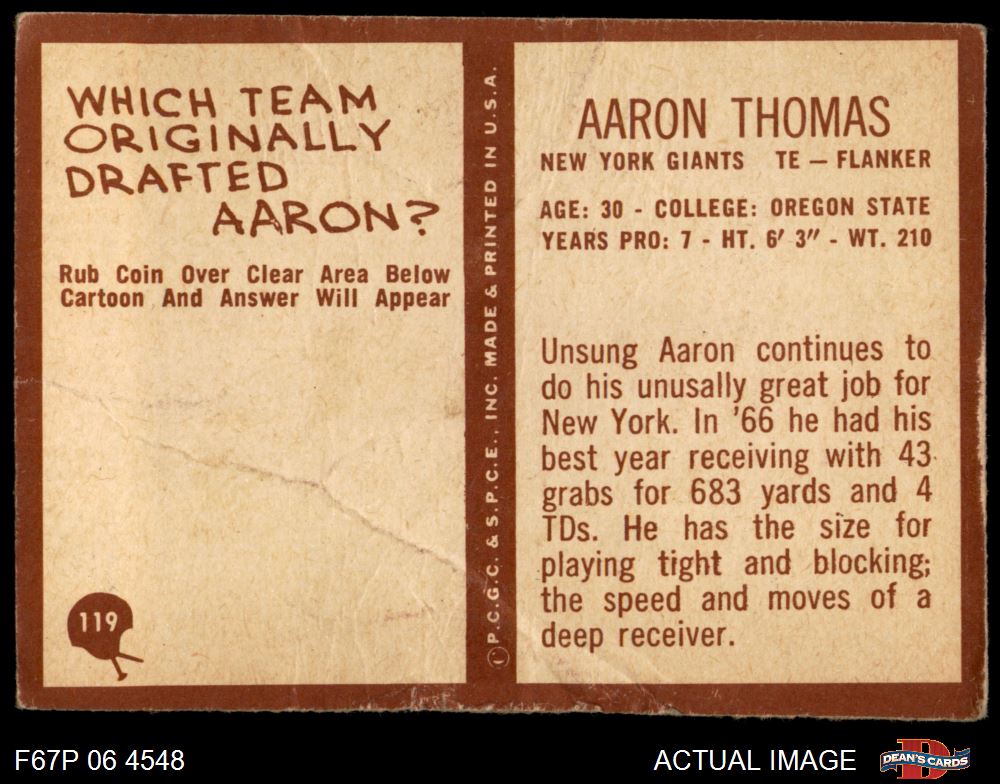 WHICH TEAM
ORIGINALLY
DRAFTED
AARON?
Rub Coin Over Clear Area Below
Cartoon And Answer Will Appear
119
© P.C.G.C. & S.P.C.E., INC. MADE & PRINTED IN U.S.A.
AARON THOMAS
NEW YORK GIANTS TE — FLANKER
AGE: 30 - COLLEGE: OREGON STATE
YEARS PRO: 7 - HT. 6′ 3″ - WT. 210
Unsung Aaron continues to
do his unusally great job for
New York. In '66 he had his
best year receiving with 43
grabs for 683 yards and 4
TDs. He has the size for
playing tight and blocking;
the speed and moves of a
deep receiver.
F67P 06 4548
ACTUAL IMAGE
D
DEAN'S CARDS